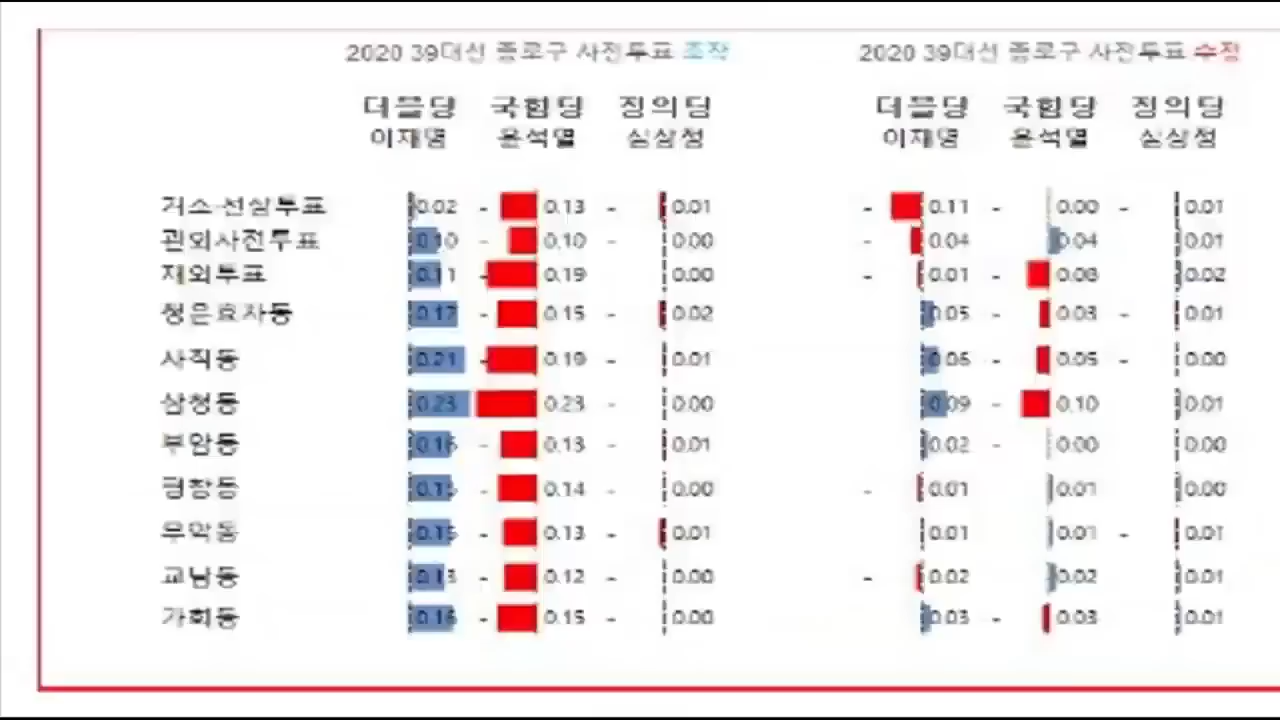 2020 39대선 종로구 사전투표 조작 2020 39대선 종로구 사전투표 수정
더블당 국힘당 정의당 더블당 국힘당 정의당
이재명 윤석열 심상정 이재명 윤석열 심상정
거소·선상투표 0.02 - 0.13 - 0.01 - 0.11 - 0.00 - 0.01
관외사전투표 0.10 - 0.10 - 0.00 - 0.04 0.04 0.01
재외투표 0.11 - 0.19 - 0.00 - 0.01 - 0.08 0.02
청운효자동 0.17 - 0.15 - 0.02 0.05 - 0.03 - 0.01
사직동 0.21 - 0.19 - 0.01 0.06 - 0.05 - 0.00
삼청동 0.23 - 0.23 - 0.00 0.09 - 0.10 0.01
부암동 0.16 - 0.13 - 0.01 0.02 - 0.00 0.00
평창동 0.15 - 0.14 - 0.00 - 0.01 0.01 0.00
무악동 0.15 - 0.13 - 0.01 0.01 0.01 - 0.01
교남동 0.13 - 0.12 - 0.00 - 0.02 0.02 0.01
가회동 0.16 - 0.15 - 0.00 0.03 - 0.03 0.01